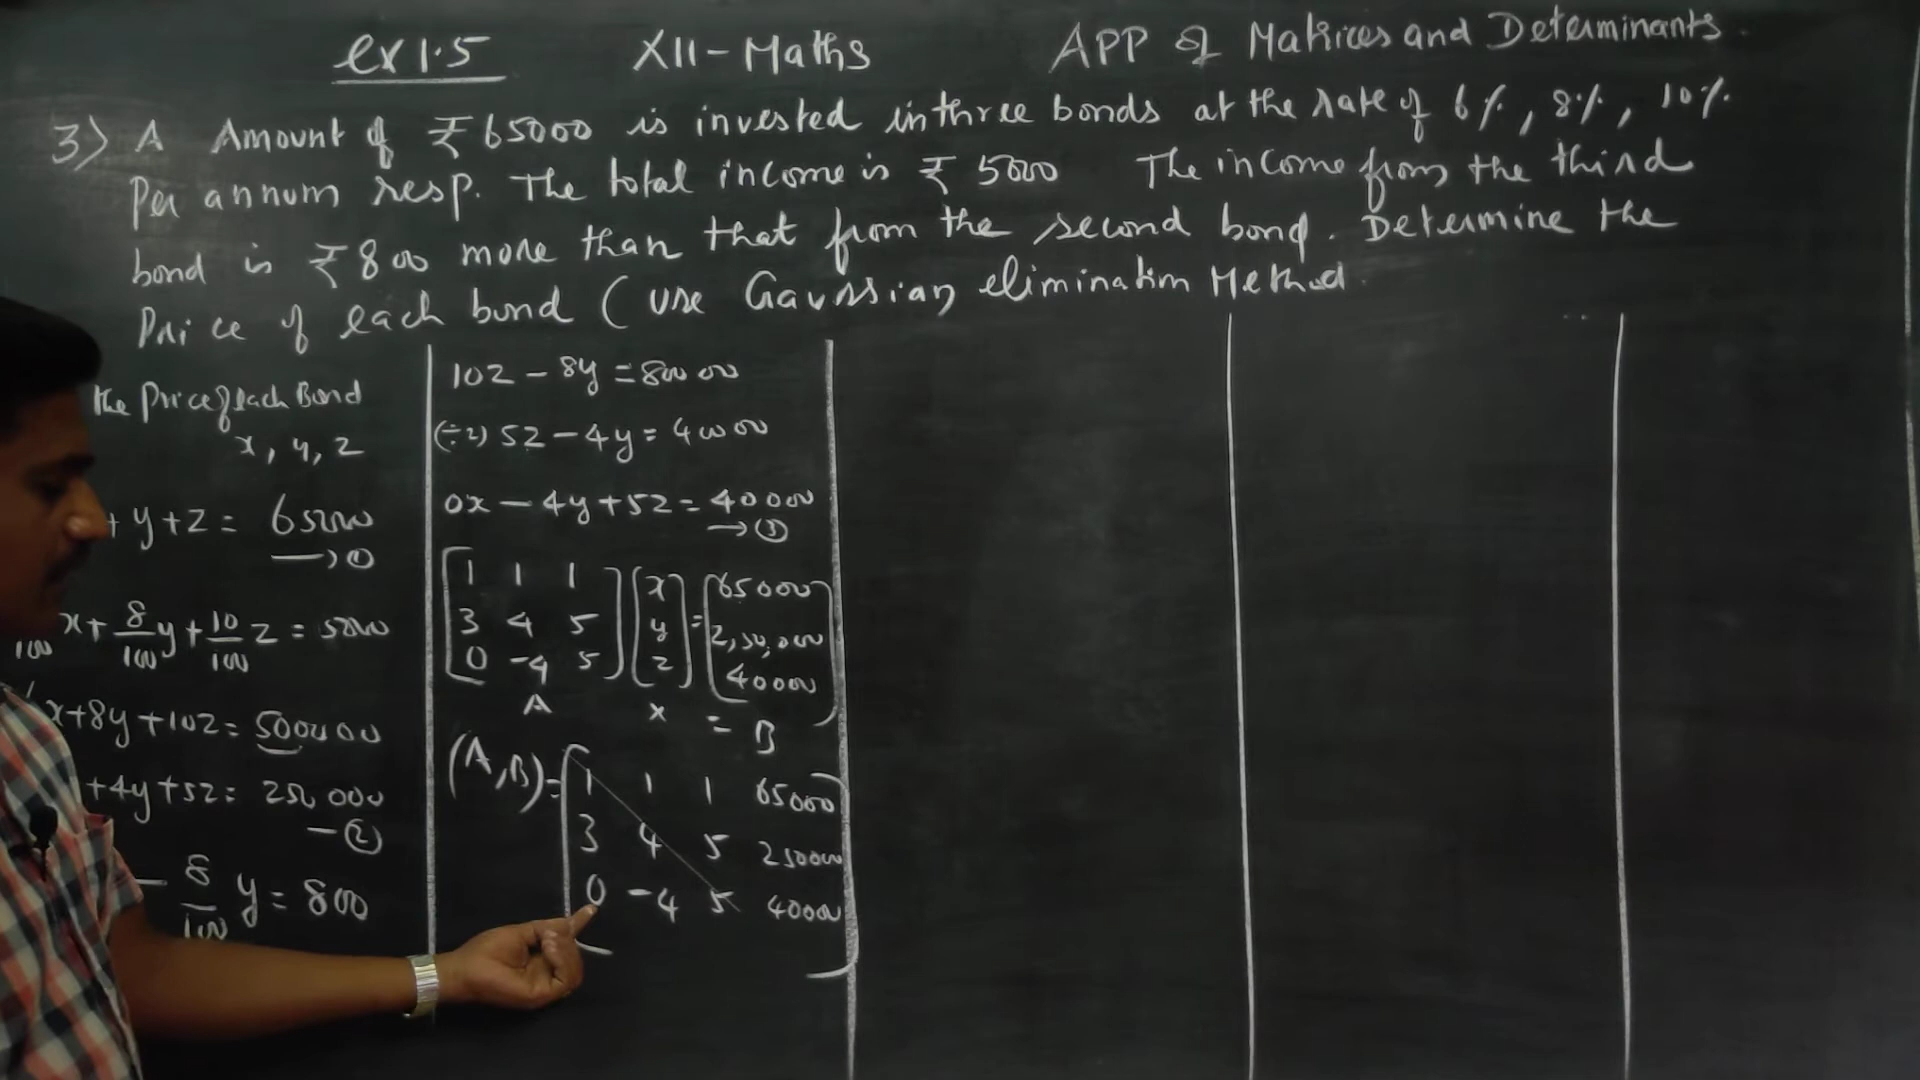 ex 1.5 XII-Maths APP of Matrices and Determinants
3) A Amount of ₹65000 is invested in three bonds at the rate of 6%, 8%, 10%
Per annum resp. The total income is ₹ 5000 The income from the third
bond is ₹800 more than that from the second bond. Determine the
Price of each bond (use Gaussian elimination Method.
the Price of each Bond
x, y, z
+ y + z = 65000
→ ①
100 x + 8/100 y + 10/100 z = 5000
x + 8y + 10z = 500000
+ 4y + 5z = 250000
— ②
- 8/100 y = 800
10z - 8y = 80000
(÷2) 5z - 4y = 40000
0x - 4y + 5z = 40000
→ ③
1 1 1 x 65000
3 4 5 y = 2,50,000
0 -4 5 z 40000
A X = B
(A,B) = 1 1 1 65000
3 4 5 250000
0 -4 5 40000